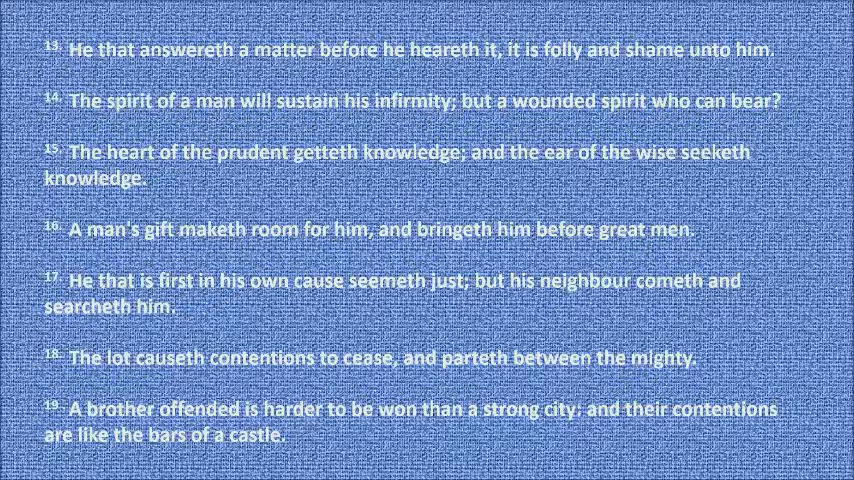 13. He that answereth a matter before he heareth it, it is folly and shame unto him.
14. The spirit of a man will sustain his infirmity; but a wounded spirit who can bear?
15. The heart of the prudent getteth knowledge; and the ear of the wise seeketh
knowledge.
16. A man's gift maketh room for him, and bringeth him before great men.
17. He that is first in his own cause seemeth just; but his neighbour cometh and
searcheth him.
18. The lot causeth contentions to cease, and parteth between the mighty.
19. A brother offended is harder to be won than a strong city: and their contentions
are like the bars of a castle.